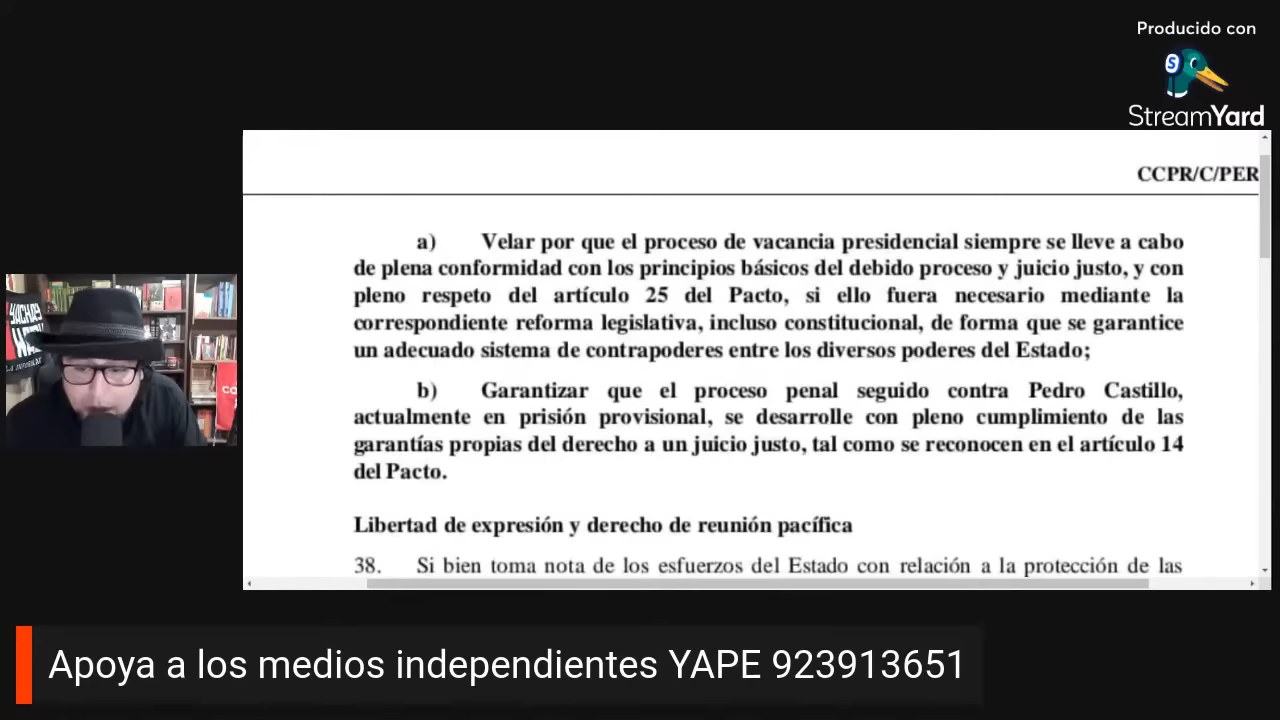 Producido con
StreamYard
CCPR/C/PER
a) Velar por que el proceso de vacancia presidencial siempre se lleve a cabo
de plena conformidad con los principios básicos del debido proceso y juicio justo, y con
pleno respeto del artículo 25 del Pacto, si ello fuera necesario mediante la
correspondiente reforma legislativa, incluso constitucional, de forma que se garantice
un adecuado sistema de contrapoderes entre los diversos poderes del Estado;
b) Garantizar que el proceso penal seguido contra Pedro Castillo,
actualmente en prisión provisional, se desarrolle con pleno cumplimiento de las
garantías propias del derecho a un juicio justo, tal como se reconocen en el artículo 14
del Pacto.
Libertad de expresión y derecho de reunión pacífica
38. Si bien toma nota de los esfuerzos del Estado con relación a la protección de las
Apoya a los medios independientes YAPE 923913651